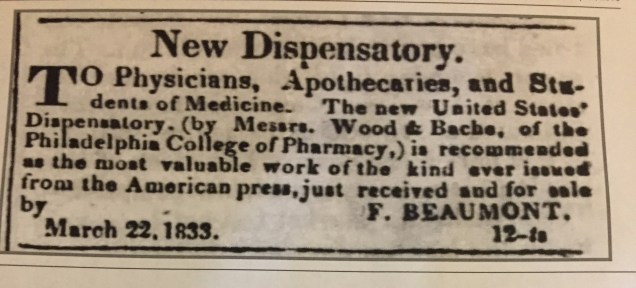 New Dispensatory.
TO Physicians, Apothecaries, and Stu-
dents of Medicine. The new United States'
Dispensatory, (by Messrs. Wood & Bache, of the
Philadelphia College of Pharmacy,) is recommended
as the most valuable work of the kind ever issued
from the American press, just received and for sale
by F. BEAUMONT.
March 22, 1833. 12-ts